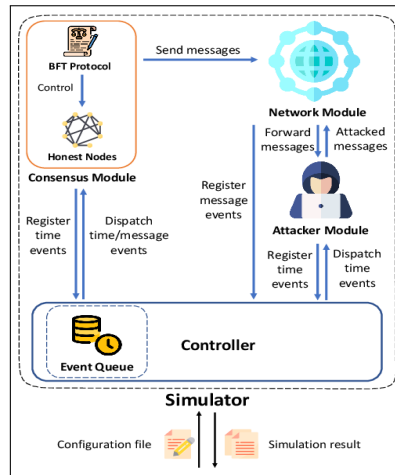 BFT Protocol
Send messages
Control
Honest Nodes
Network Module
Consensus Module
Forward
messages
Attacked
messages
Register
message
events
Attacker Module
Register
time
events
Dispatch
time/message
events
Register
time
events
Dispatch
time
events
Event Queue
Controller
Simulator
Configuration file
Simulation result